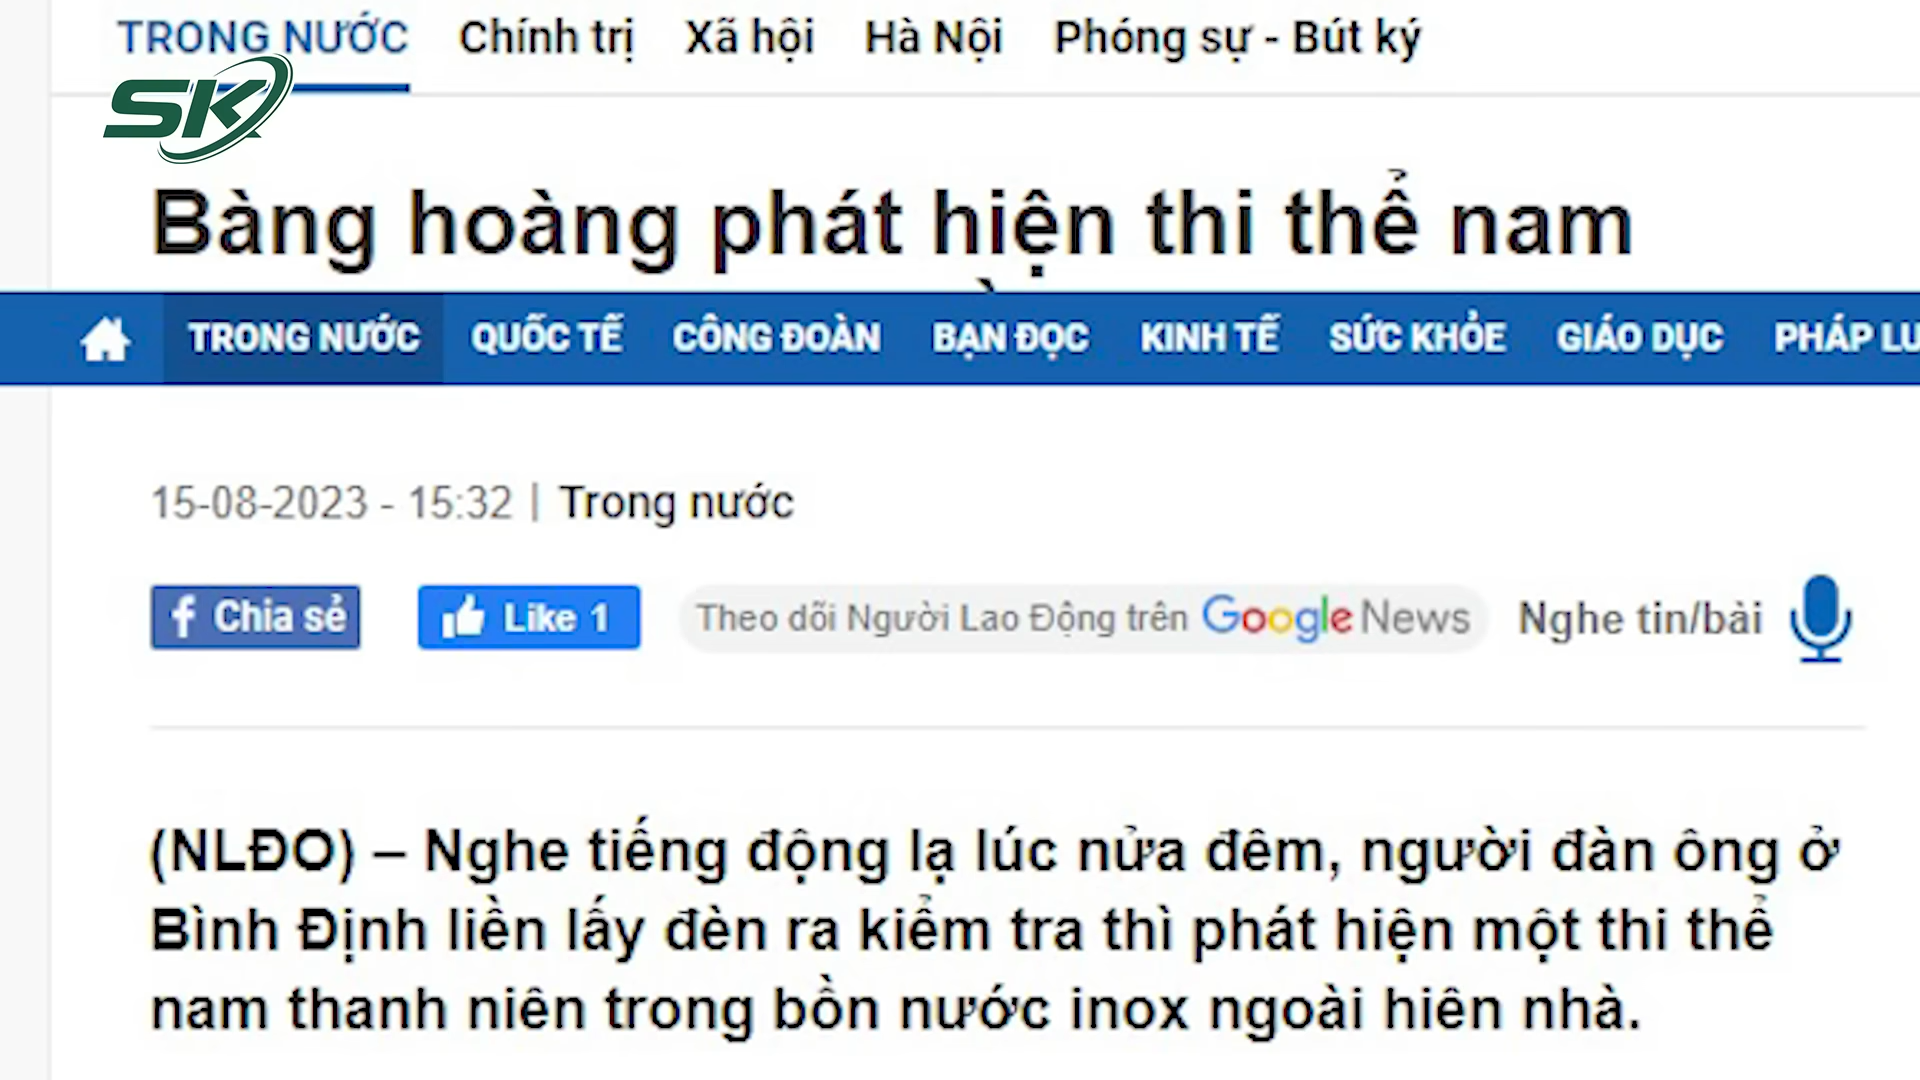 TRONG NƯỚC Chính trị Xã hội Hà Nội Phóng sự - Bút ký
SK
Bàng hoàng phát hiện thi thể nam
TRONG NƯỚC QUỐC TẾ CÔNG ĐOÀN BẠN ĐỌC KINH TẾ SỨC KHỎE GIÁO DỤC PHÁP LU
15-08-2023 - 15:32 | Trong nước
Chia sẻ Like 1 Theo dõi Người Lao Động trên Google News Nghe tin/bài
(NLĐO) – Nghe tiếng động lạ lúc nửa đêm, người đàn ông ở
Bình Định liền lấy đèn ra kiểm tra thì phát hiện một thi thể
nam thanh niên trong bồn nước inox ngoài hiên nhà.